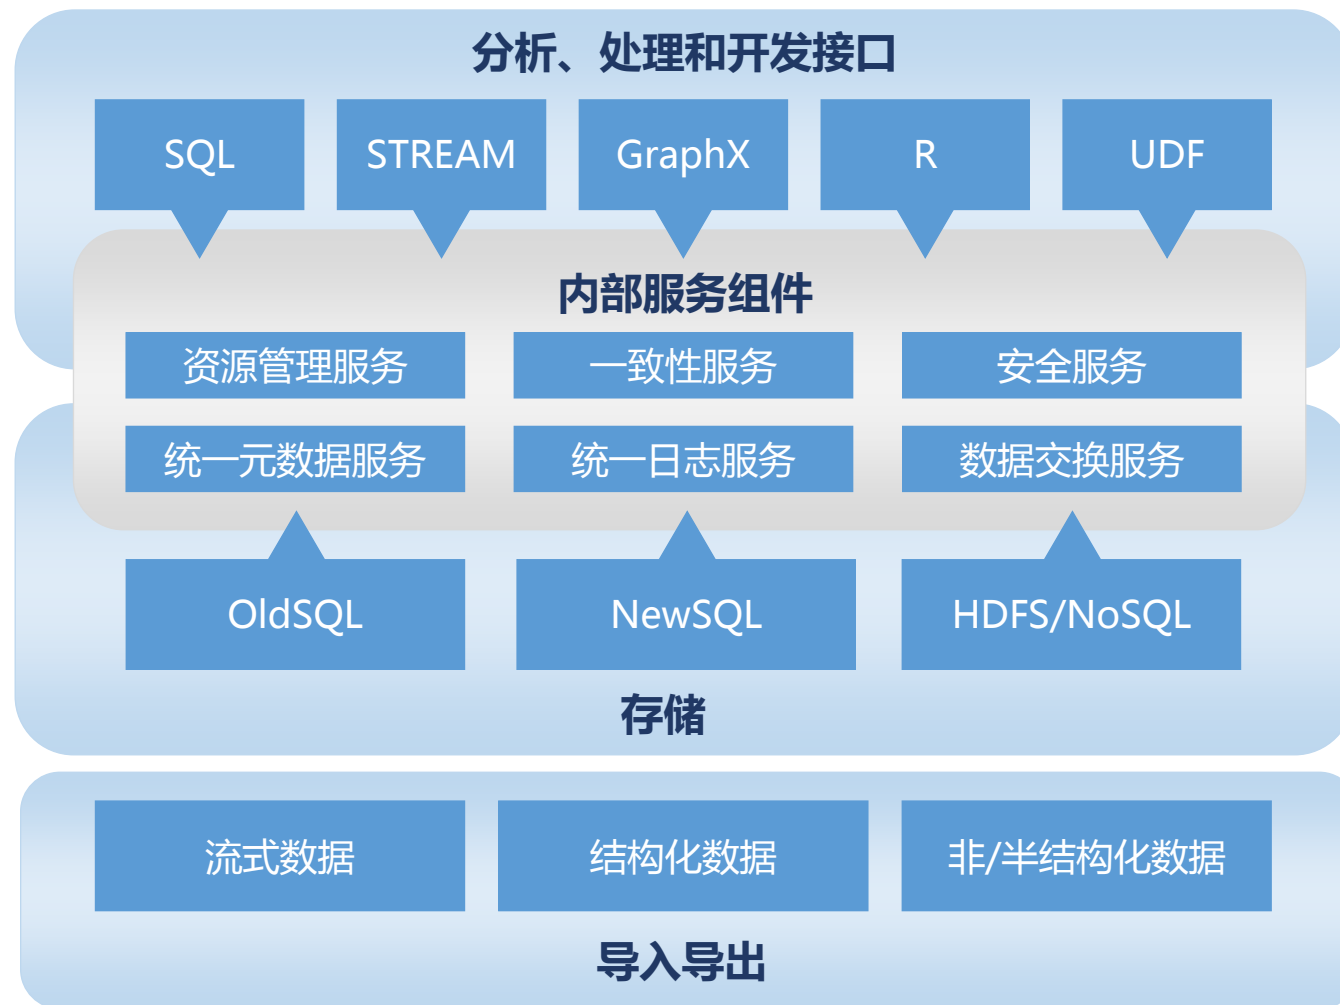 分析、处理和开发接口
SQL
STREAM
GraphX
R
UDF
内部服务组件
资源管理服务
一致性服务
安全服务
统一元数据服务
统一日志服务
数据交换服务
OldSQL
NewSQL
HDFS/NoSQL
存储
流式数据
结构化数据
非/半结构化数据
导入导出